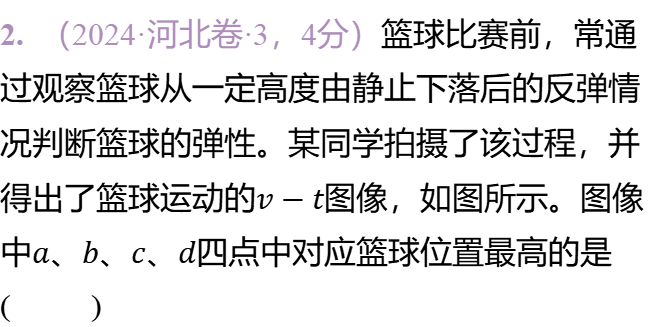 2. （2024·河北卷·3，4分）篮球比赛前，常通
过观察篮球从一定高度由静止下落后的反弹情
况判断篮球的弹性。某同学拍摄了该过程，并
得出了篮球运动的v − t图像，如图所示。图像
中a、b、c、d四点中对应篮球位置最高的是
(　　)